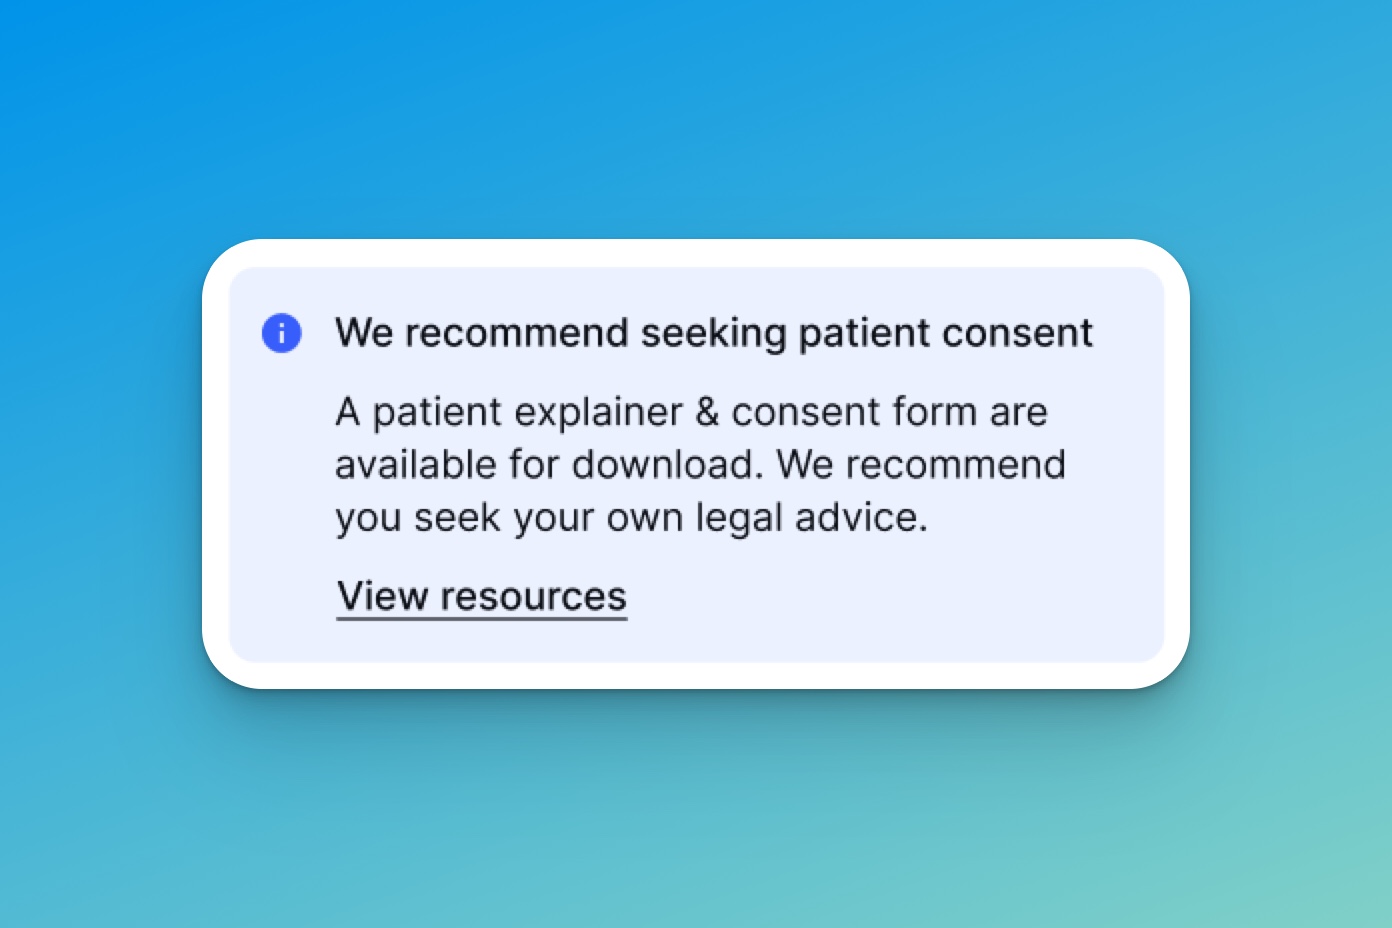 We recommend seeking patient consent
A patient explainer & consent form are
available for download. We recommend
you seek your own legal advice.
View resources